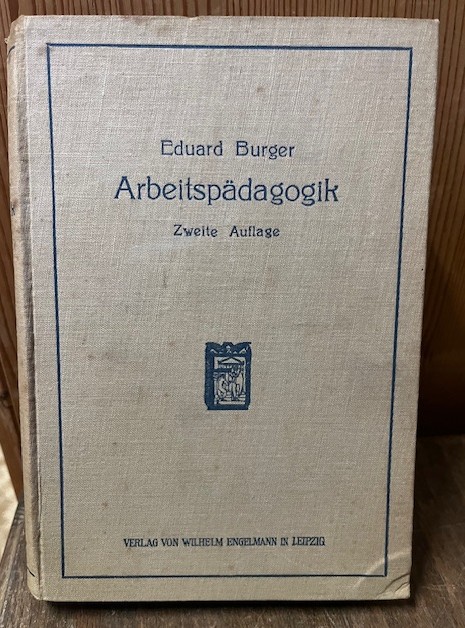 Eduard Burger
Arbeitspädagogik
Zweite Auflage
VERLAG VON WILHELM ENGELMANN IN LEIPZIG